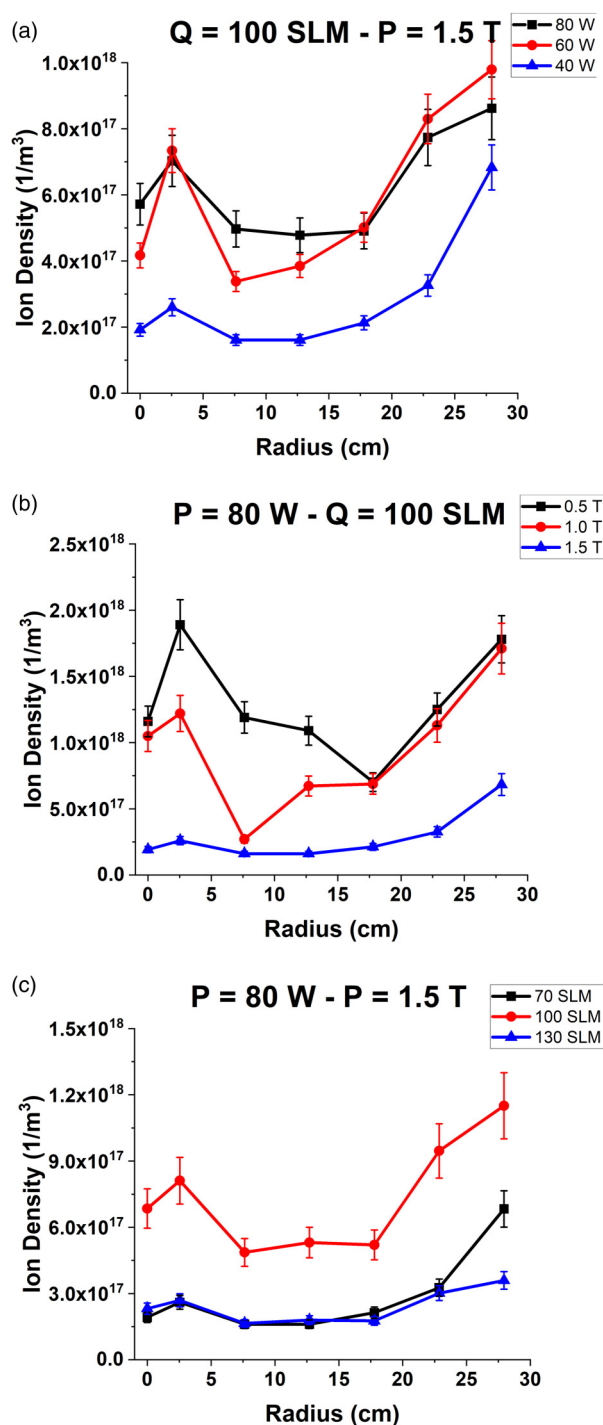 (a)
Q = 100 SLM - P = 1.5 T
80 W
60 W
40 W
1.0x10^18
8.0x10^17
6.0x10^17
4.0x10^17
2.0x10^17
0.0
Ion Density (1/m³)
0 5 10 15 20 25 30
Radius (cm)
(b)
P = 80 W - Q = 100 SLM
0.5 T
1.0 T
1.5 T
2.5x10^18
2.0x10^18
1.5x10^18
1.0x10^18
5.0x10^17
0.0
Ion Density (1/m³)
0 5 10 15 20 25 30
Radius (cm)
(c)
P = 80 W - P = 1.5 T
70 SLM
100 SLM
130 SLM
1.5x10^18
1.2x10^18
9.0x10^17
6.0x10^17
3.0x10^17
0.0
Ion Density (1/m³)
0 5 10 15 20 25 30
Radius (cm)